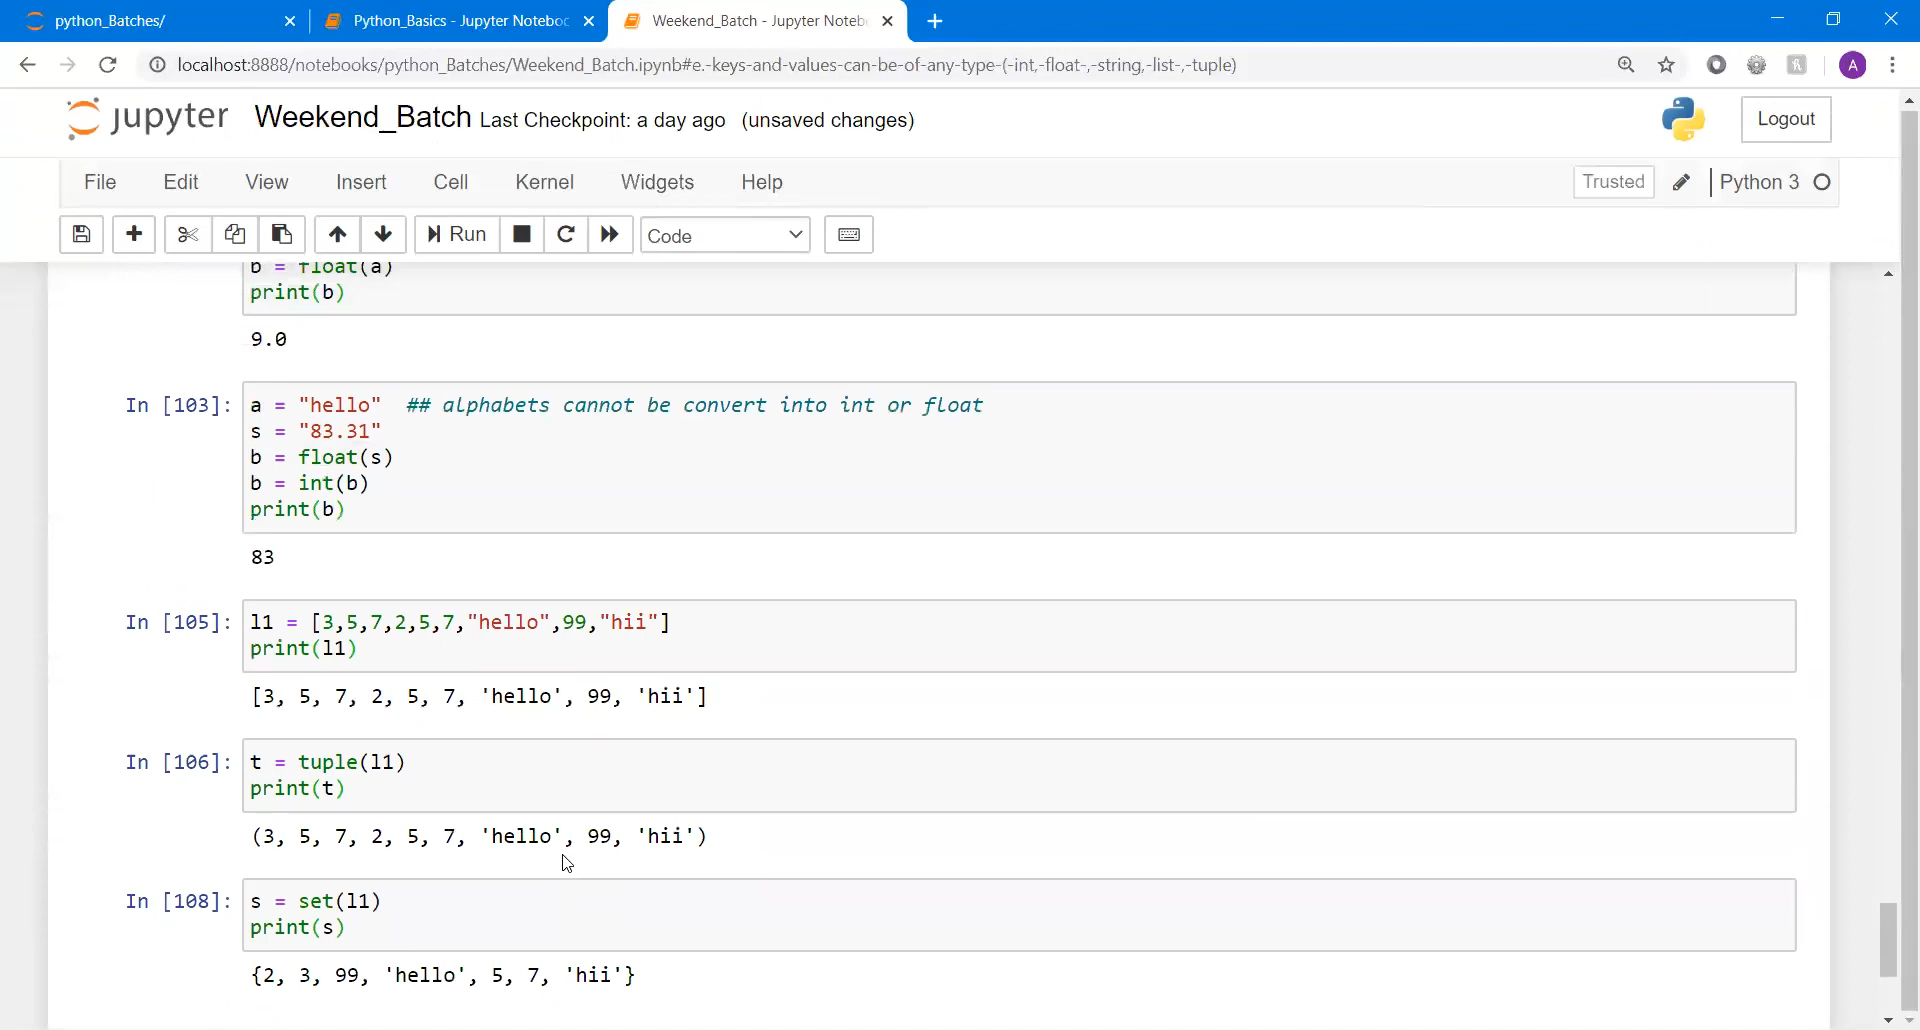 python_Batches/
Python_Basics - Jupyter Noteboo
Weekend_Batch - Jupyter Noteb
localhost:8888/notebooks/python_Batches/Weekend_Batch.ipynb#e.-keys-and-values-can-be-of-any-type-(-int,-float-,-string,-list-,-tuple)
A
jupyter Weekend_Batch Last Checkpoint: a day ago (unsaved changes)
Logout
File Edit View Insert Cell Kernel Widgets Help
Trusted Python 3
Run Code
b = float(a)
print(b)
9.0
In [103]: a = "hello"  ## alphabets cannot be convert into int or float
s = "83.31"
b = float(s)
b = int(b)
print(b)
83
In [105]: l1 = [3,5,7,2,5,7,"hello",99,"hii"]
print(l1)
[3, 5, 7, 2, 5, 7, 'hello', 99, 'hii']
In [106]: t = tuple(l1)
print(t)
(3, 5, 7, 2, 5, 7, 'hello', 99, 'hii')
In [108]: s = set(l1)
print(s)
{2, 3, 99, 'hello', 5, 7, 'hii'}